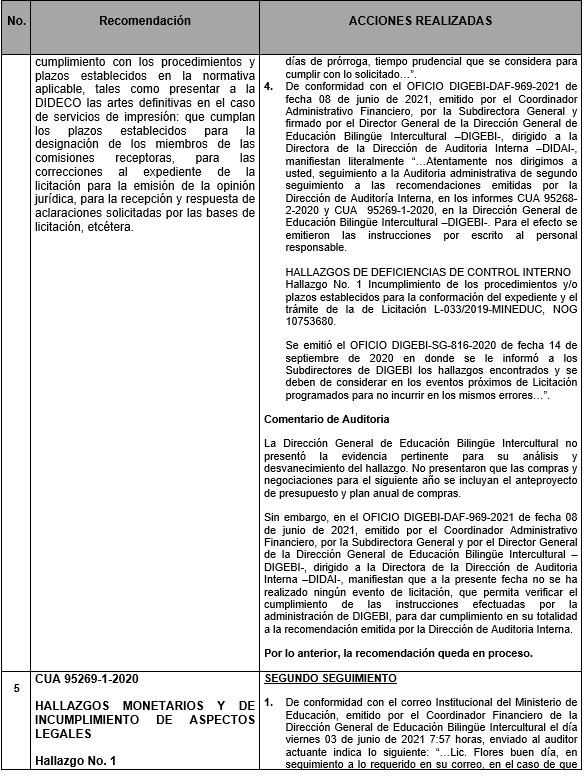 No.
Recomendación
ACCIONES REALIZADAS
cumplimiento con los procedimientos y
plazos establecidos en la normativa
aplicable, tales como presentar a la
DIDECO las artes definitivas en el caso
de servicios de impresión: que cumplan
los plazos establecidos para la
designación de los miembros de las
comisiones receptoras, para las
correcciones al expediente de la
licitación para la emisión de la opinión
jurídica, para la recepción y respuesta de
aclaraciones solicitadas por las bases de
licitación, etcétera.
días de prórroga, tiempo prudencial que se considera para
cumplir con lo solicitado…".
4. De conformidad con el OFICIO DIGEBI-DAF-969-2021 de
fecha 08 de junio de 2021, emitido por el Coordinador
Administrativo Financiero, por la Subdirectora General y
firmado por el Director General de la Dirección General de
Educación Bilingüe Intercultural –DIGEBI-, dirigido a la
Directora de la Dirección de Auditoria Interna –DIDAI-,
manifiestan literalmente "…Atentamente nos dirigimos a
usted, seguimiento a la Auditoria administrativa de segundo
seguimiento a las recomendaciones emitidas por la
Dirección de Auditoría Interna, en los informes CUA 95268-
2-2020 y CUA 95269-1-2020, en la Dirección General de
Educación Bilingüe Intercultural –DIGEBI-. Para el efecto se
emitieron las instrucciones por escrito al personal
responsable.
HALLAZGOS DE DEFICIENCIAS DE CONTROL INTERNO
Hallazgo No. 1 Incumplimiento de los procedimientos y/o
plazos establecidos para la conformación del expediente y el
trámite de la de Licitación L-033/2019-MINEDUC, NOG
10753680.
Se emitió el OFICIO DIGEBI-SG-816-2020 de fecha 14 de
septiembre de 2020 en donde se le informó a los
Subdirectores de DIGEBI los hallazgos encontrados y se
deben de considerar en los eventos próximos de Licitación
programados para no incurrir en los mismos errores…".
Comentario de Auditoria
La Dirección General de Educación Bilingüe Intercultural no
presentó la evidencia pertinente para su análisis y
desvanecimiento del hallazgo. No presentaron que las compras y
negociaciones para el siguiente año se incluyan el anteproyecto
de presupuesto y plan anual de compras.
Sin embargo, en el OFICIO DIGEBI-DAF-969-2021 de fecha 08
de junio de 2021, emitido por el Coordinador Administrativo
Financiero, por la Subdirectora General y por el Director General
de la Dirección General de Educación Bilingüe Intercultural –
DIGEBI-, dirigido a la Directora de la Dirección de Auditoria
Interna –DIDAI-, manifiestan que a la presente fecha no se ha
realizado ningún evento de licitación, que permita verificar el
cumplimiento de las instrucciones efectuadas por la
administración de DIGEBI, para dar cumplimiento en su totalidad
a la recomendación emitida por la Dirección de Auditoria Interna.
Por lo anterior, la recomendación queda en proceso.
5
CUA 95269-1-2020
HALLAZGOS MONETARIOS Y DE
INCUMPLIMIENTO DE ASPECTOS
LEGALES
Hallazgo No. 1
SEGUNDO SEGUIMIENTO
1. De conformidad con el correo Institucional del Ministerio de
Educación, emitido por el Coordinador Financiero de la
Dirección General de Educación Bilingüe Intercultural el día
viernes 03 de junio de 2021 7:57 horas, enviado al auditor
actuante indica lo siguiente: "…Lic. Flores buen día, en
seguimiento a lo requerido en su correo, en el caso de que